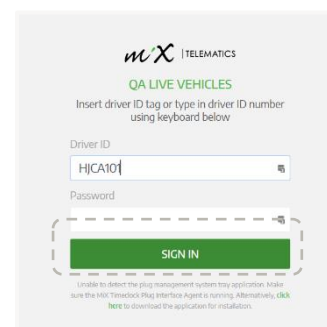 MiX | TELEMATICS
QA LIVE VEHICLES
Insert driver ID tag or type in driver ID number
using keyboard below
Driver ID
HJCA101
Password
SIGN IN
Unable to detect the plug management system tray application. Make
sure the MiX Timeclock Plug Interface Agent is running. Alternatively, click
here to download the application for installation.